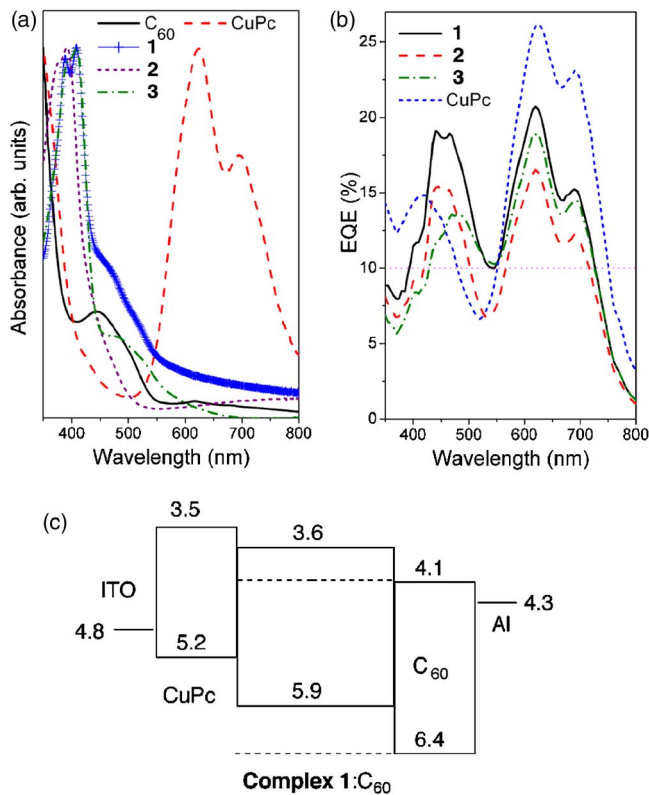 (a)
C60
CuPc
1
2
3
Absorbance (arb. units)
400 500 600 700 800
Wavelength (nm)
(b)
1
2
3
CuPc
EQE (%)
25
20
15
10
5
0
400 500 600 700 800
Wavelength (nm)
(c)
3.5
3.6
4.1
ITO
4.8
4.3
Al
5.2
CuPc
5.9
C60
6.4
Complex 1:C60